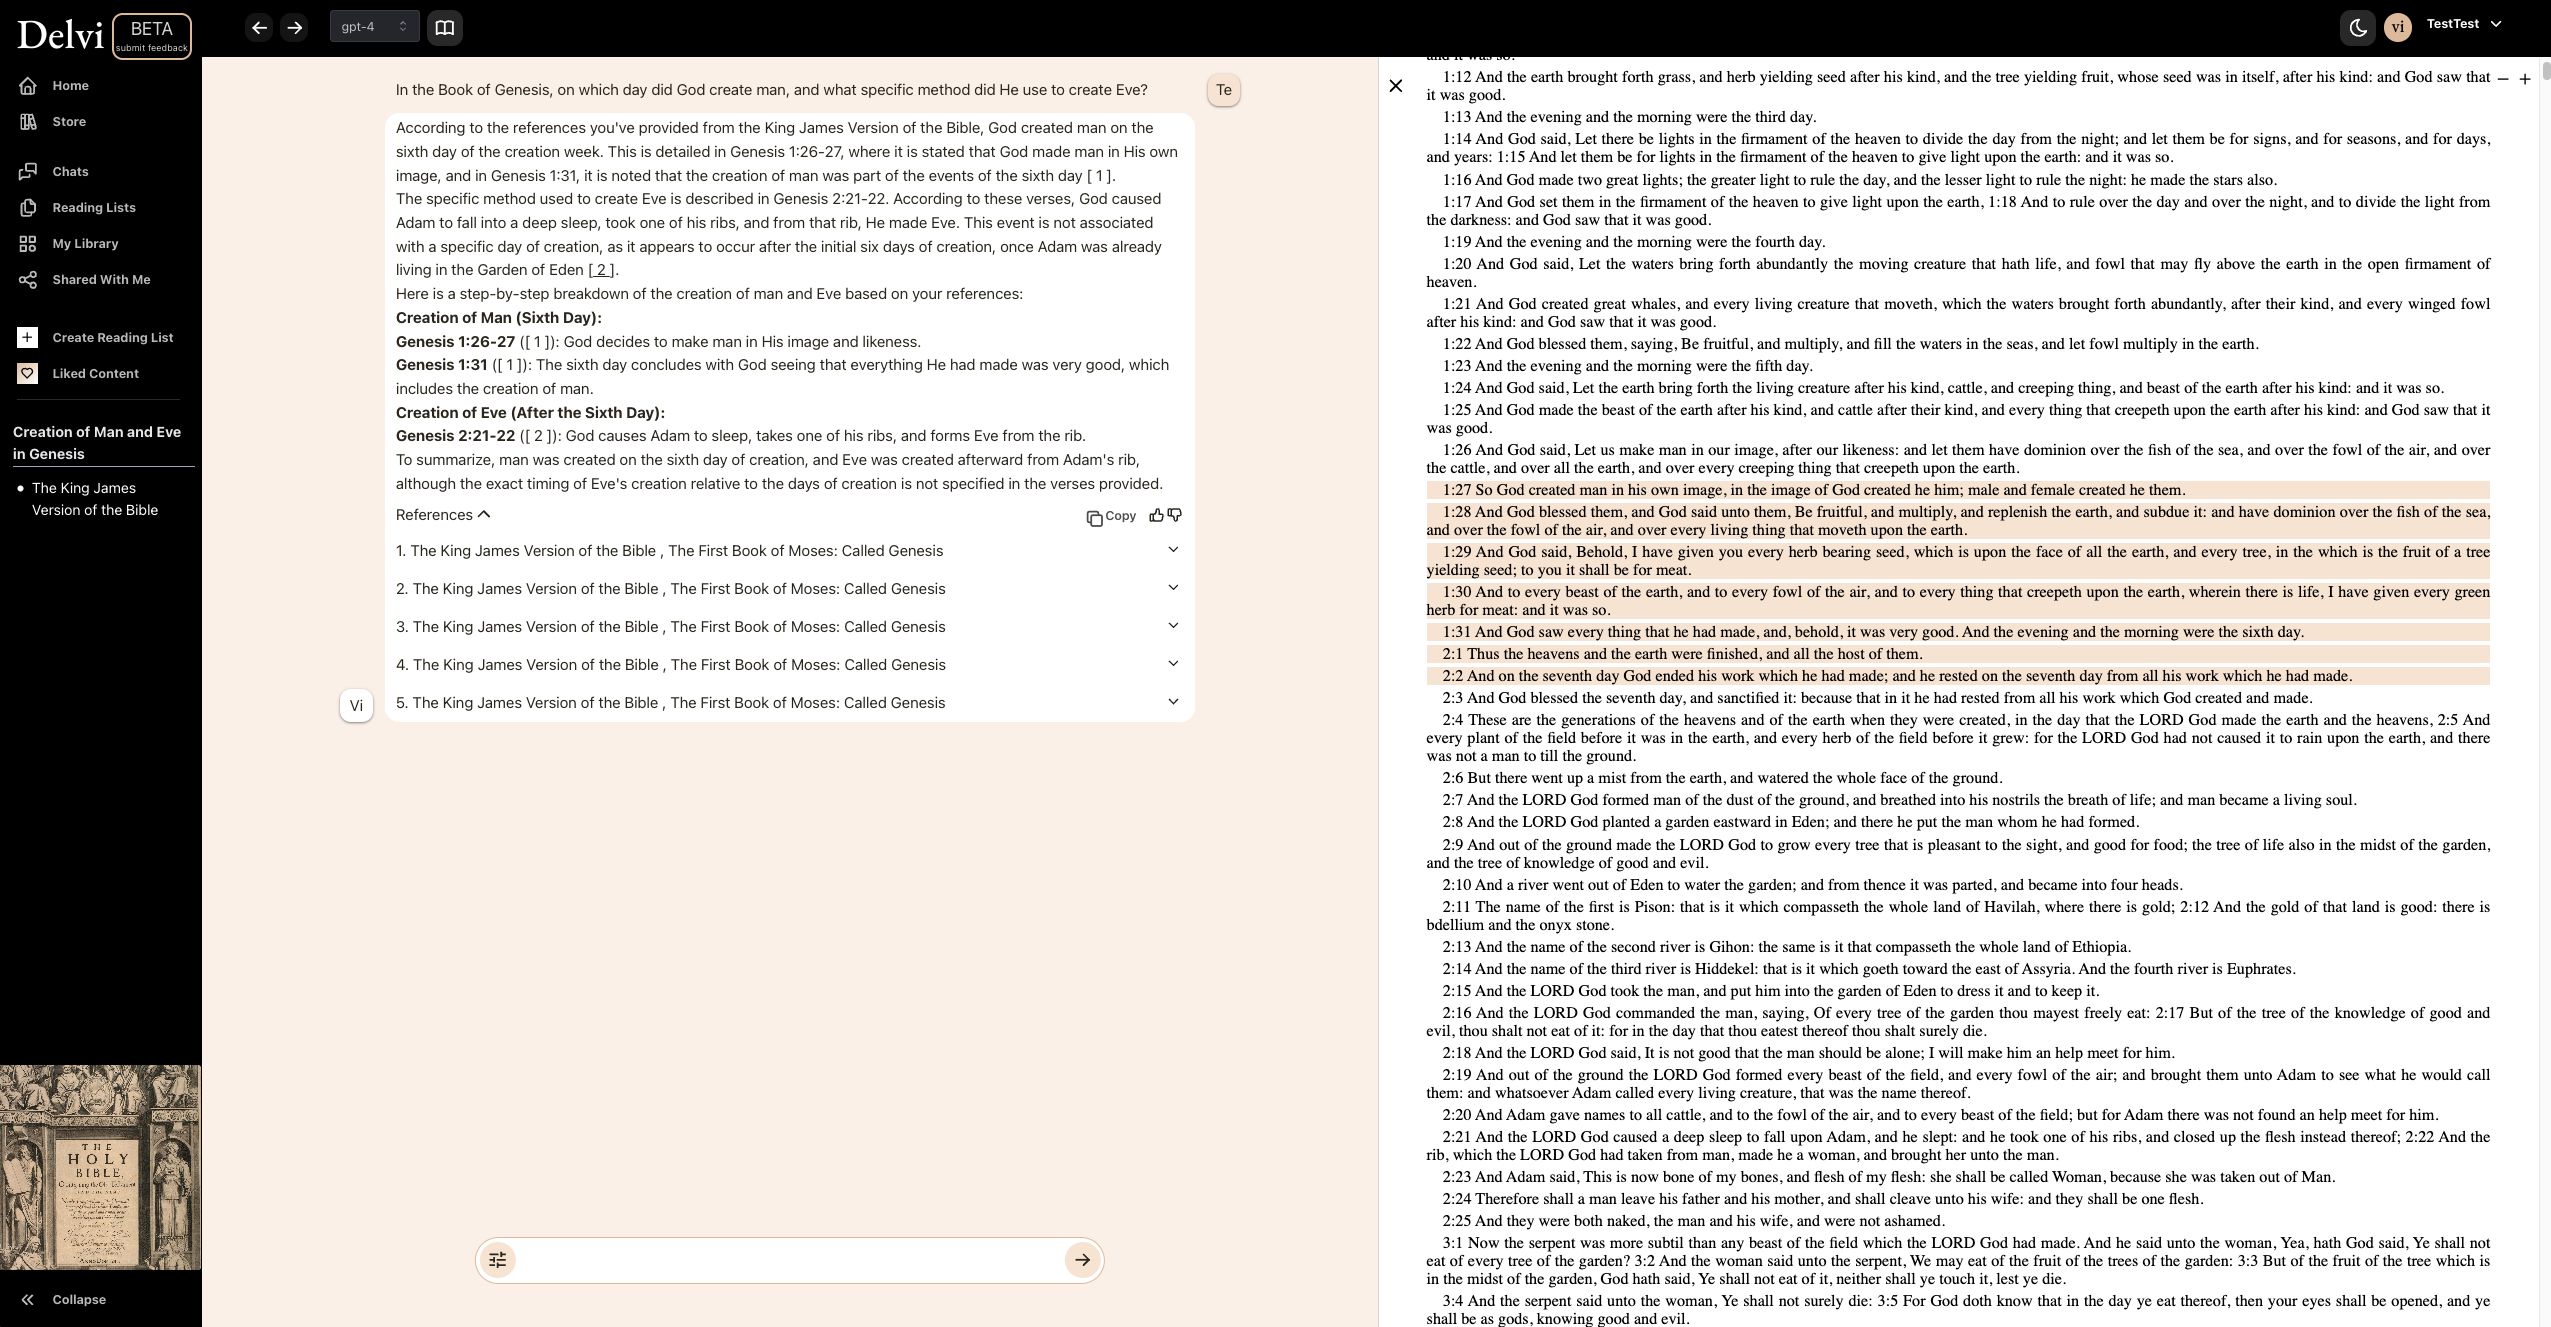 Delvi
BETA
submit feedback
gpt-4
vi
TestTest
Home
Store
Chats
Reading Lists
My Library
Shared With Me
Create Reading List
Liked Content
Creation of Man and Eve
in Genesis
The King James
Version of the Bible
THE
HOLY
BIBLE,
Collapse
In the Book of Genesis, on which day did God create man, and what specific method did He use to create Eve?
Te
According to the references you've provided from the King James Version of the Bible, God created man on the
sixth day of the creation week. This is detailed in Genesis 1:26-27, where it is stated that God made man in His own
image, and in Genesis 1:31, it is noted that the creation of man was part of the events of the sixth day [ 1 ].
The specific method used to create Eve is described in Genesis 2:21-22. According to these verses, God caused
Adam to fall into a deep sleep, took one of his ribs, and from that rib, He made Eve. This event is not associated
with a specific day of creation, as it appears to occur after the initial six days of creation, once Adam was already
living in the Garden of Eden [ 2 ].
Here is a step-by-step breakdown of the creation of man and Eve based on your references:
Creation of Man (Sixth Day):
Genesis 1:26-27 ([ 1 ]): God decides to make man in His image and likeness.
Genesis 1:31 ([ 1 ]): The sixth day concludes with God seeing that everything He had made was very good, which
includes the creation of man.
Creation of Eve (After the Sixth Day):
Genesis 2:21-22 ([ 2 ]): God causes Adam to sleep, takes one of his ribs, and forms Eve from the rib.
To summarize, man was created on the sixth day of creation, and Eve was created afterward from Adam's rib,
although the exact timing of Eve's creation relative to the days of creation is not specified in the verses provided.
References
Copy
1. The King James Version of the Bible , The First Book of Moses: Called Genesis
2. The King James Version of the Bible , The First Book of Moses: Called Genesis
3. The King James Version of the Bible , The First Book of Moses: Called Genesis
4. The King James Version of the Bible , The First Book of Moses: Called Genesis
5. The King James Version of the Bible , The First Book of Moses: Called Genesis
Vi
and it was so.
1:12 And the earth brought forth grass, and herb yielding seed after his kind, and the tree yielding fruit, whose seed was in itself, after his kind: and God saw that
it was good.
1:13 And the evening and the morning were the third day.
1:14 And God said, Let there be lights in the firmament of the heaven to divide the day from the night; and let them be for signs, and for seasons, and for days,
and years: 1:15 And let them be for lights in the firmament of the heaven to give light upon the earth: and it was so.
1:16 And God made two great lights; the greater light to rule the day, and the lesser light to rule the night: he made the stars also.
1:17 And God set them in the firmament of the heaven to give light upon the earth, 1:18 And to rule over the day and over the night, and to divide the light from
the darkness: and God saw that it was good.
1:19 And the evening and the morning were the fourth day.
1:20 And God said, Let the waters bring forth abundantly the moving creature that hath life, and fowl that may fly above the earth in the open firmament of
heaven.
1:21 And God created great whales, and every living creature that moveth, which the waters brought forth abundantly, after their kind, and every winged fowl
after his kind: and God saw that it was good.
1:22 And God blessed them, saying, Be fruitful, and multiply, and fill the waters in the seas, and let fowl multiply in the earth.
1:23 And the evening and the morning were the fifth day.
1:24 And God said, Let the earth bring forth the living creature after his kind, cattle, and creeping thing, and beast of the earth after his kind: and it was so.
1:25 And God made the beast of the earth after his kind, and cattle after their kind, and every thing that creepeth upon the earth after his kind: and God saw that it
was good.
1:26 And God said, Let us make man in our image, after our likeness: and let them have dominion over the fish of the sea, and over the fowl of the air, and over
the cattle, and over all the earth, and over every creeping thing that creepeth upon the earth.
1:27 So God created man in his own image, in the image of God created he him; male and female created he them.
1:28 And God blessed them, and God said unto them, Be fruitful, and multiply, and replenish the earth, and subdue it: and have dominion over the fish of the sea,
and over the fowl of the air, and over every living thing that moveth upon the earth.
1:29 And God said, Behold, I have given you every herb bearing seed, which is upon the face of all the earth, and every tree, in the which is the fruit of a tree
yielding seed; to you it shall be for meat.
1:30 And to every beast of the earth, and to every fowl of the air, and to every thing that creepeth upon the earth, wherein there is life, I have given every green
herb for meat: and it was so.
1:31 And God saw every thing that he had made, and, behold, it was very good. And the evening and the morning were the sixth day.
2:1 Thus the heavens and the earth were finished, and all the host of them.
2:2 And on the seventh day God ended his work which he had made; and he rested on the seventh day from all his work which he had made.
2:3 And God blessed the seventh day, and sanctified it: because that in it he had rested from all his work which God created and made.
2:4 These are the generations of the heavens and of the earth when they were created, in the day that the LORD God made the earth and the heavens, 2:5 And
every plant of the field before it was in the earth, and every herb of the field before it grew: for the LORD God had not caused it to rain upon the earth, and there
was not a man to till the ground.
2:6 But there went up a mist from the earth, and watered the whole face of the ground.
2:7 And the LORD God formed man of the dust of the ground, and breathed into his nostrils the breath of life; and man became a living soul.
2:8 And the LORD God planted a garden eastward in Eden; and there he put the man whom he had formed.
2:9 And out of the ground made the LORD God to grow every tree that is pleasant to the sight, and good for food; the tree of life also in the midst of the garden,
and the tree of knowledge of good and evil.
2:10 And a river went out of Eden to water the garden; and from thence it was parted, and became into four heads.
2:11 The name of the first is Pison: that is it which compasseth the whole land of Havilah, where there is gold; 2:12 And the gold of that land is good: there is
bdellium and the onyx stone.
2:13 And the name of the second river is Gihon: the same is it that compasseth the whole land of Ethiopia.
2:14 And the name of the third river is Hiddekel: that is it which goeth toward the east of Assyria. And the fourth river is Euphrates.
2:15 And the LORD God took the man, and put him into the garden of Eden to dress it and to keep it.
2:16 And the LORD God commanded the man, saying, Of every tree of the garden thou mayest freely eat: 2:17 But of the tree of the knowledge of good and
evil, thou shalt not eat of it: for in the day that thou eatest thereof thou shalt surely die.
2:18 And the LORD God said, It is not good that the man should be alone; I will make him an help meet for him.
2:19 And out of the ground the LORD God formed every beast of the field, and every fowl of the air; and brought them unto Adam to see what he would call
them: and whatsoever Adam called every living creature, that was the name thereof.
2:20 And Adam gave names to all cattle, and to the fowl of the air, and to every beast of the field; but for Adam there was not found an help meet for him.
2:21 And the LORD God caused a deep sleep to fall upon Adam, and he slept: and he took one of his ribs, and closed up the flesh instead thereof; 2:22 And the
rib, which the LORD God had taken from man, made he a woman, and brought her unto the man.
2:23 And Adam said, This is now bone of my bones, and flesh of my flesh: she shall be called Woman, because she was taken out of Man.
2:24 Therefore shall a man leave his father and his mother, and shall cleave unto his wife: and they shall be one flesh.
2:25 And they were both naked, the man and his wife, and were not ashamed.
3:1 Now the serpent was more subtil than any beast of the field which the LORD God had made. And he said unto the woman, Yea, hath God said, Ye shall not
eat of every tree of the garden? 3:2 And the woman said unto the serpent, We may eat of the fruit of the trees of the garden: 3:3 But of the fruit of the tree which is
in the midst of the garden, God hath said, Ye shall not eat of it, neither shall ye touch it, lest ye die.
3:4 And the serpent said unto the woman, Ye shall not surely die: 3:5 For God doth know that in the day ye eat thereof, then your eyes shall be opened, and ye
shall be as gods, knowing good and evil.